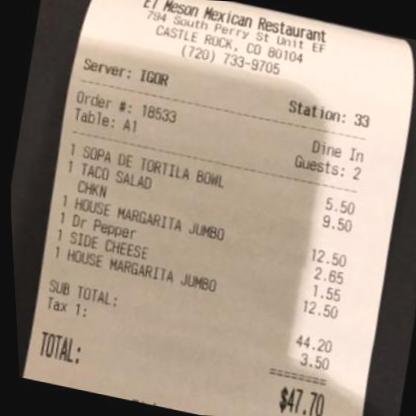 El Meson Mexican Restaurant
794 South Perry St Unit EF
CASTLE ROCK, CO 80104
(720) 733-9705
Server: IGOR Station: 33
Order #: 18533 Dine In
Table: A1 Guests: 2
1 SOPA DE TORTILA BOWL 5.50
1 TACO SALAD 9.50
CHKN
1 HOUSE MARGARITA JUMBO 12.50
1 Dr Pepper 2.65
1 SIDE CHEESE 1.55
1 HOUSE MARGARITA JUMBO 12.50
SUB TOTAL: 44.20
Tax 1: 3.50
========
TOTAL: $47.70